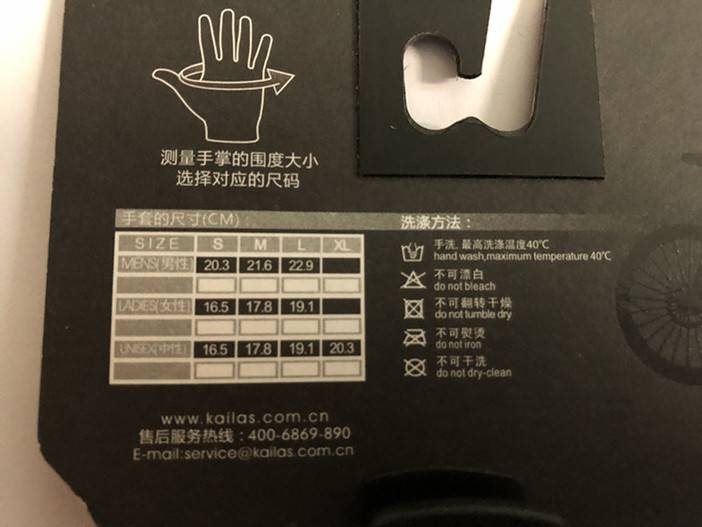 测量手掌的围度大小
选择对应的尺码
手套的尺寸(CM)：
SIZE S M L XL
MENS(男性) 20.3 21.6 22.9
LADIES(女性) 16.5 17.8 19.1
UNISEX(中性) 16.5 17.8 19.1 20.3
洗涤方法：
手洗, 最高洗涤温度40℃
hand wash,maximum temperature 40℃
不可漂白
do not bleach
不可翻转干燥
do not tumble dry
不可熨烫
do not iron
不可干洗
do not dry-clean
www.kailas.com.cn
售后服务热线：400-6869-890
E-mail:service@kailas.com.cn